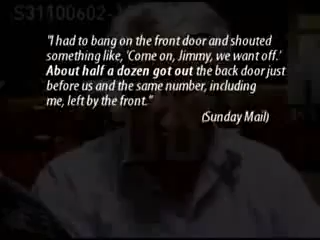 S31100602-
"I had to bang on the front door and shouted
something like, 'Come on, Jimmy, we want off.'
About half a dozen got out the back door just
before us and the same number, including
me, left by the front."
(Sunday Mail)